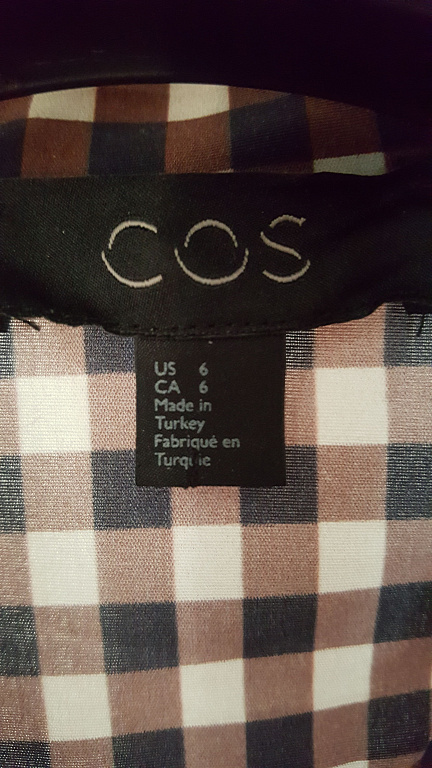 COS
US 6
CA 6
Made in
Turkey
Fabriqué en
Turquie